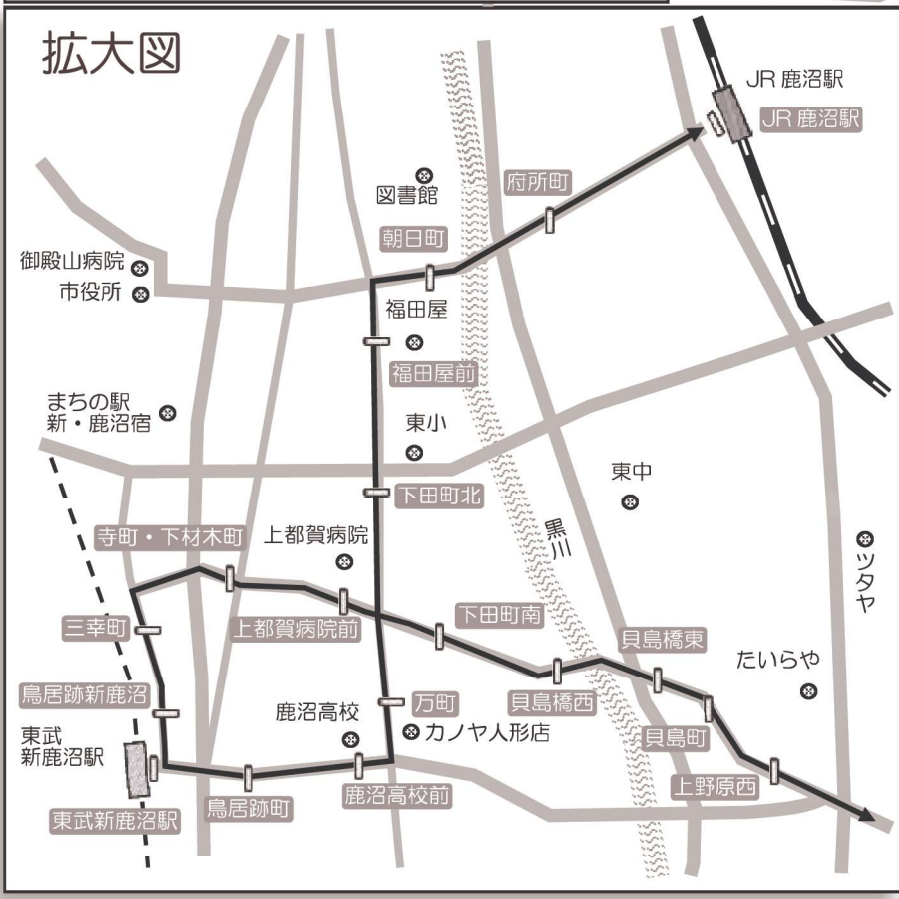 拡大図
JR 鹿沼駅
JR 鹿沼駅
図書館
府所町
朝日町
御殿山病院
市役所
福田屋
福田屋前
まちの駅
新・鹿沼宿
東小
東中
下田町北
寺町・下材木町
上都賀病院
黒川
ツタヤ
三幸町
上都賀病院前
下田町南
貝島橋東
たいらや
鳥居跡新鹿沼
鹿沼高校
万町
貝島橋西
カノヤ人形店
貝島町
東武
新鹿沼駅
上野原西
東武新鹿沼駅
鳥居跡町
鹿沼高校前